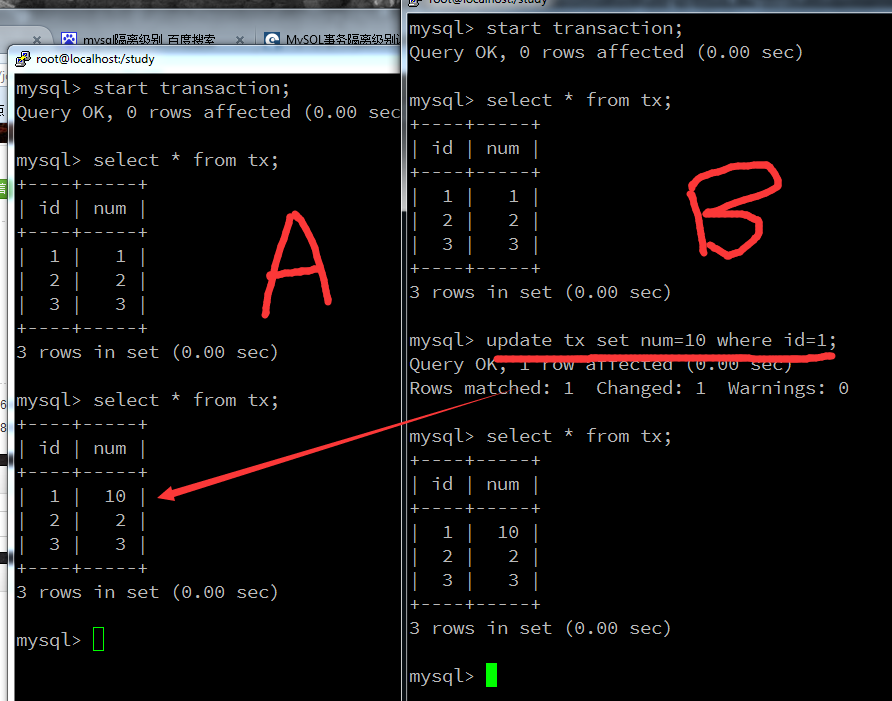 mysql隔离级别_百度搜索
MySQL事务隔离级别
root@localhost:/study
mysql> start transaction;
Query OK, 0 rows affected (0.00 sec
mysql> select * from tx;
+----+-----+
| id | num |
+----+-----+
| 1 | 1 |
| 2 | 2 |
| 3 | 3 |
+----+-----+
3 rows in set (0.00 sec)
mysql> select * from tx;
+----+-----+
| id | num |
+----+-----+
| 1 | 10 |
| 2 | 2 |
| 3 | 3 |
+----+-----+
3 rows in set (0.00 sec)
mysql>
A
root@localhost:/study
mysql> start transaction;
Query OK, 0 rows affected (0.00 sec)
mysql> select * from tx;
+----+-----+
| id | num |
+----+-----+
| 1 | 1 |
| 2 | 2 |
| 3 | 3 |
+----+-----+
3 rows in set (0.00 sec)
mysql> update tx set num=10 where id=1;
Query OK, 1 row affected (0.00 sec)
Rows matched: 1 Changed: 1 Warnings: 0
mysql> select * from tx;
+----+-----+
| id | num |
+----+-----+
| 1 | 10 |
| 2 | 2 |
| 3 | 3 |
+----+-----+
3 rows in set (0.00 sec)
mysql>
B